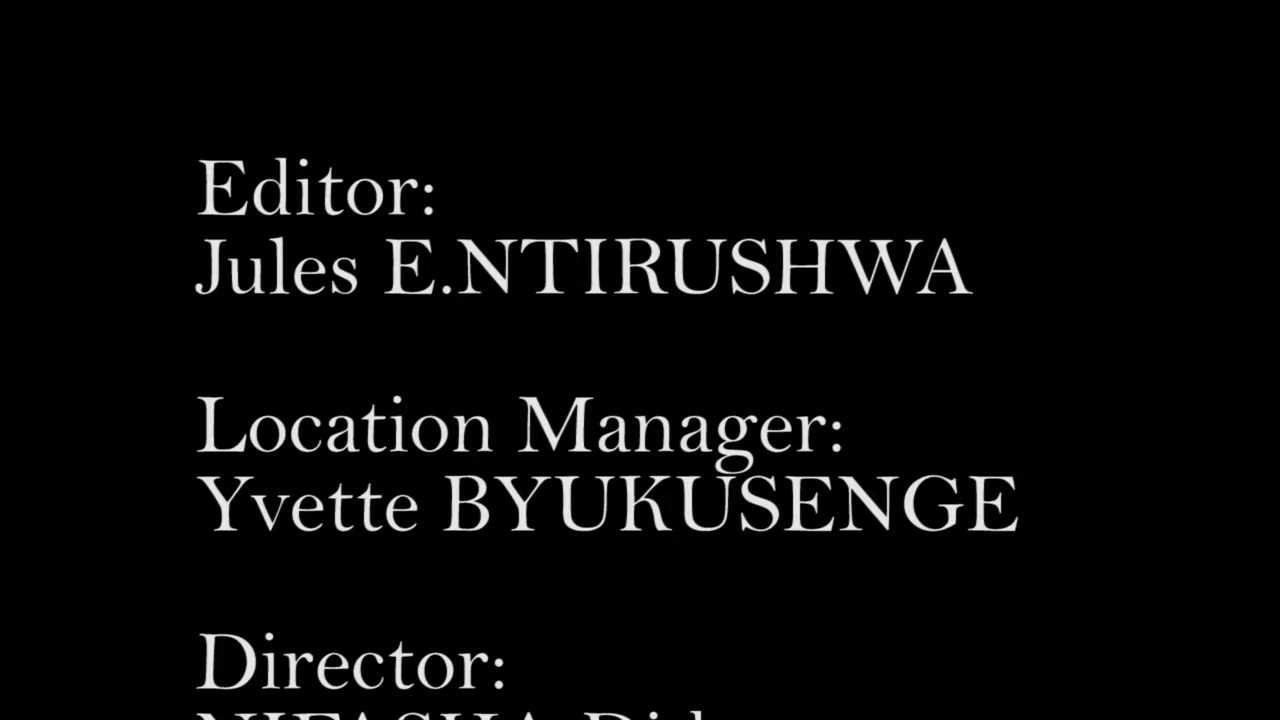 Editor:
Jules E.NTIRUSHWA
Location Manager:
Yvette BYUKUSENGE
Director: